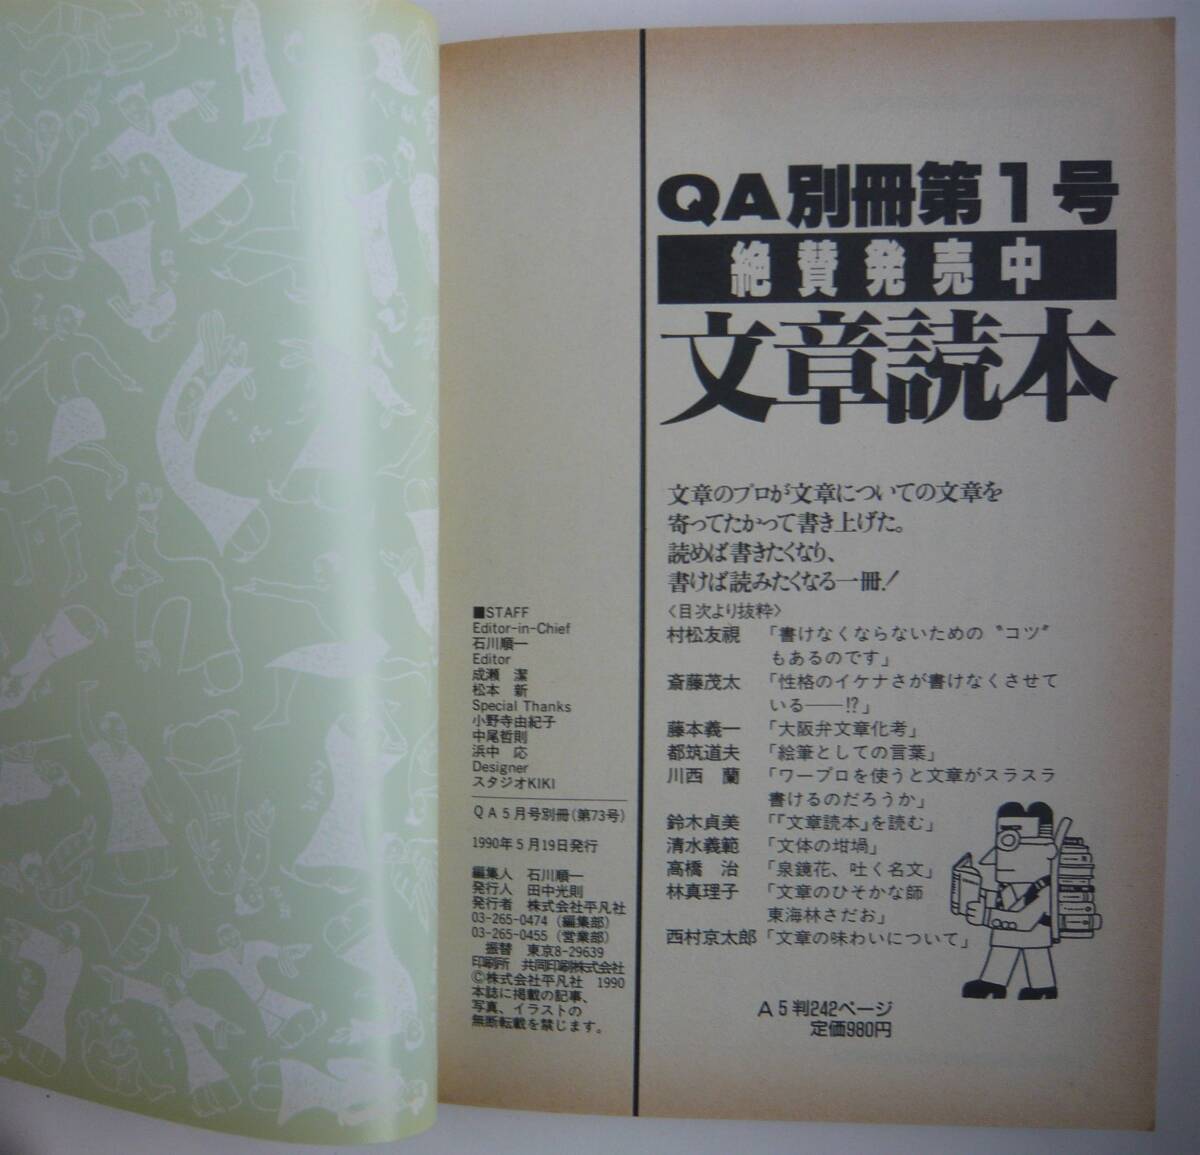 QA別冊第1号
絶賛発売中
文章読本
文章のプロが文章についての文章を
寄ってたかって書き上げた。
読めば書きたくなり、
書けば読みたくなる一冊!
〈目次より抜粋〉
村松友視 「書けなくならないための〝コツ〟
もあるのです」
斎藤茂太 「性格のイケナさが書けなくさせて
いる――!?」
藤本義一 「大阪弁文章化考」
都筑道夫 「絵筆としての言葉」
川西 蘭 「ワープロを使うと文章がスラスラ
書けるのだろうか」
鈴木貞美 「『文章読本』を読む」
清水義範 「文体の坩堝」
高橋 治 「泉鏡花、吐く名文」
林真理子 「文章のひそかな師
東海林さだお」
西村京太郎 「文章の味わいについて」
A5判242ページ
定価980円
■STAFF
Editor-in-Chief
石川順一
Editor
成瀬 潔
松本 新
Special Thanks
小野寺由紀子
中尾哲則
浜中 応
Designer
スタジオKIKI
QA5月号別冊(第73号)
1990年5月19日発行
編集人 石川順一
発行人 田中光則
発行者 株式会社平凡社
03-265-0474(編集部)
03-265-0455(営業部)
振替 東京8-29639
印刷所 共同印刷株式会社
©株式会社平凡社 1990
本誌に掲載の記事、
写真、イラストの
無断転載を禁じます。